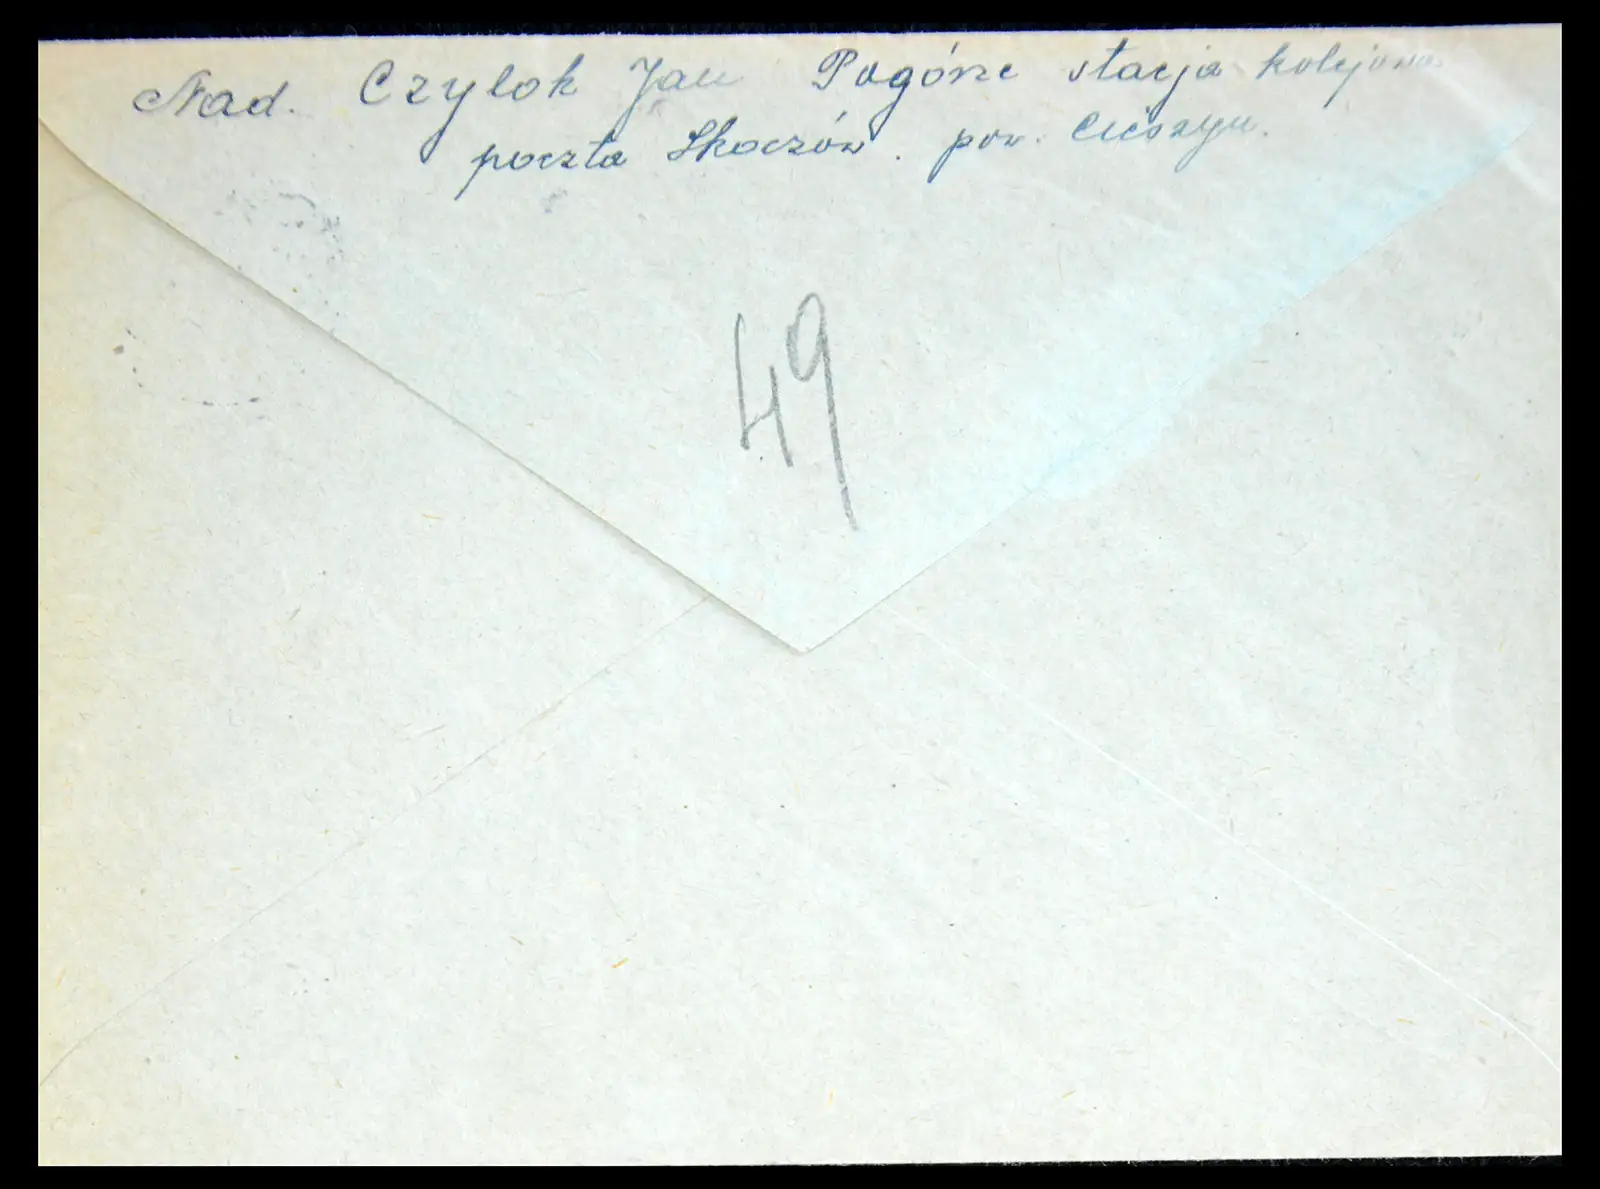 Nad. Czylok Jan Pogórze stacja kolejowa
poczta Skoczów. pow. Cieszyn.
49